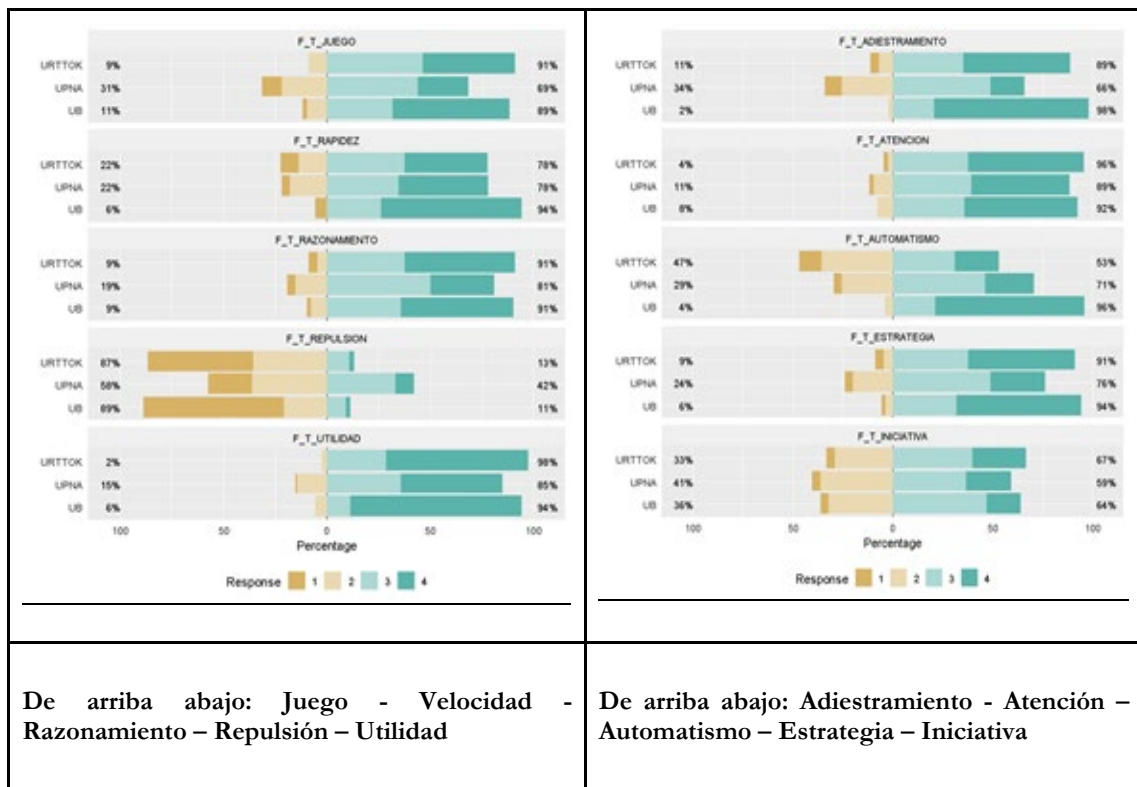 F_T_JUEGO
URTTOK 9% 91%
UPNA 31% 69%
UB 11% 89%
F_T_RAPIDEZ
URTTOK 22% 78%
UPNA 22% 78%
UB 6% 94%
F_T_RAZONAMIENTO
URTTOK 9% 91%
UPNA 19% 81%
UB 9% 91%
F_T_REPULSION
URTTOK 87% 13%
UPNA 58% 42%
UB 89% 11%
F_T_UTILIDAD
URTTOK 2% 98%
UPNA 15% 85%
UB 6% 94%
100 50 0 50 100
Percentage
Response 1 2 3 4
F_T_ADIESTRAMIENTO
URTTOK 11% 89%
UPNA 34% 66%
UB 2% 98%
F_T_ATENCION
URTTOK 4% 96%
UPNA 11% 89%
UB 8% 92%
F_T_AUTOMATISMO
URTTOK 47% 53%
UPNA 29% 71%
UB 4% 96%
F_T_ESTRATEGIA
URTTOK 9% 91%
UPNA 24% 76%
UB 6% 94%
F_T_INICIATIVA
URTTOK 33% 67%
UPNA 41% 59%
UB 36% 64%
100 50 0 50 100
Percentage
Response 1 2 3 4
De arriba abajo: Juego - Velocidad -
Razonamiento – Repulsión – Utilidad
De arriba abajo: Adiestramiento - Atención –
Automatismo – Estrategia – Iniciativa